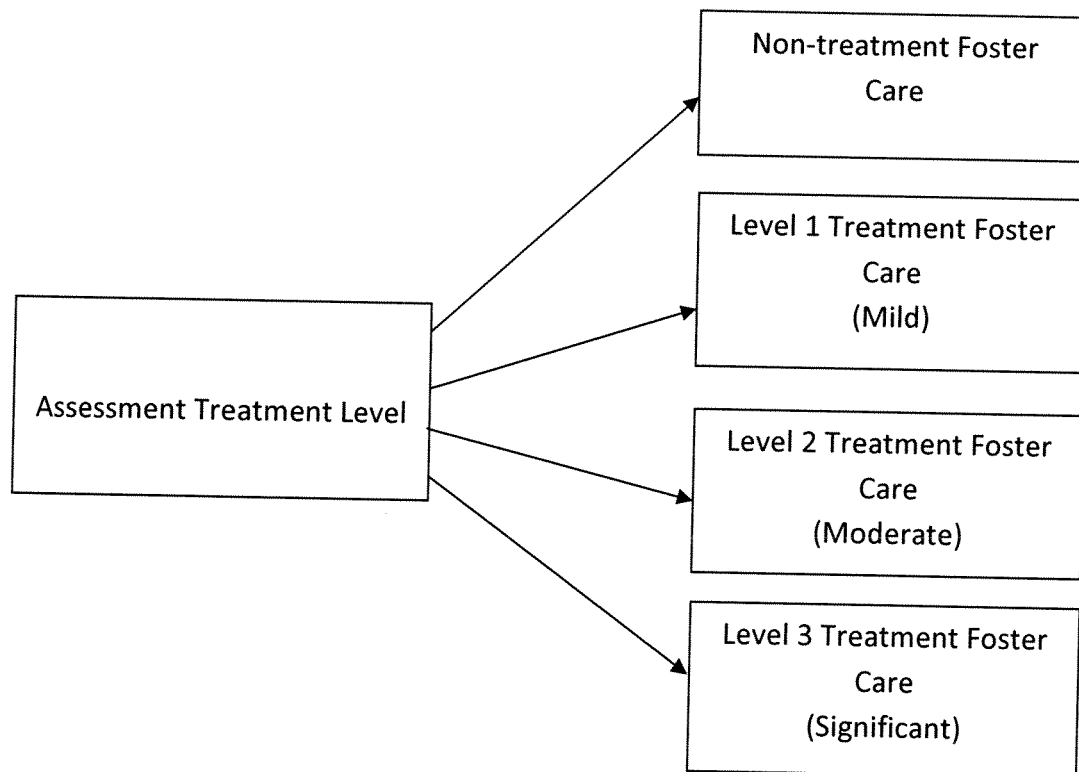 Non-treatment Foster
Care
Level 1 Treatment Foster
Care
(Mild)
Assessment Treatment Level
Level 2 Treatment Foster
Care
(Moderate)
Level 3 Treatment Foster
Care
(Significant)